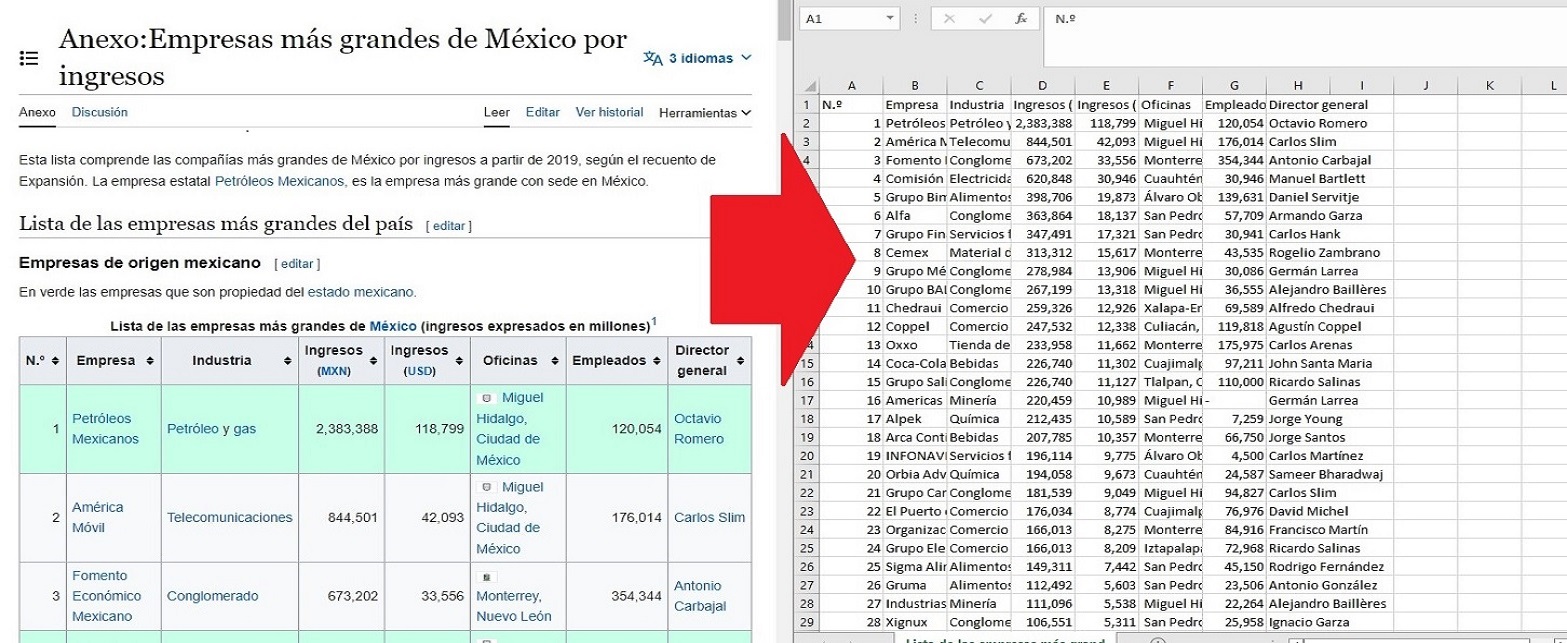 Anexo:Empresas más grandes de México por
ingresos
3 idiomas
Anexo Discusión Leer Editar Ver historial Herramientas
Esta lista comprende las compañías más grandes de México por ingresos a partir de 2019, según el recuento de
Expansión. La empresa estatal Petróleos Mexicanos, es la empresa más grande con sede en México.
Lista de las empresas más grandes del país [ editar ]
Empresas de origen mexicano [ editar ]
En verde las empresas que son propiedad del estado mexicano.
Lista de las empresas más grandes de México (ingresos expresados en millones)1
N.º Empresa Industria Ingresos (MXN) Ingresos (USD) Oficinas Empleados Director general
1 Petróleos Mexicanos Petróleo y gas 2,383,388 118,799 Miguel Hidalgo, Ciudad de México 120,054 Octavio Romero
2 América Móvil Telecomunicaciones 844,501 42,093 Miguel Hidalgo, Ciudad de México 176,014 Carlos Slim
3 Fomento Económico Mexicano Conglomerado 673,202 33,556 Monterrey, Nuevo León 354,344 Antonio Carbajal
A1 fx N.º
A B C D E F G H I J K L
1 N.º Empresa Industria Ingresos ( Ingresos ( Oficinas Empleado Director general
2 1 Petróleos Petróleo y 2,383,388 118,799 Miguel Hi 120,054 Octavio Romero
3 2 América M Telecomu 844,501 42,093 Miguel Hi 176,014 Carlos Slim
4 3 Fomento Conglome 673,202 33,556 Monterre 354,344 Antonio Carbajal
4 Comisión Electricida 620,848 30,946 Cuauhtén 30,946 Manuel Bartlett
5 Grupo Bim Alimentos 398,706 19,873 Álvaro Ob 139,631 Daniel Servitje
6 Alfa Conglome 363,864 18,137 San Pedro 57,709 Armando Garza
7 Grupo Fin Servicios f 347,491 17,321 San Pedro 30,941 Carlos Hank
8 Cemex Material d 313,312 15,617 Monterre 43,535 Rogelio Zambrano
9 Grupo Mé Conglome 278,984 13,906 Miguel Hi 30,086 Germán Larrea
10 Grupo BAL Conglome 267,199 13,318 Miguel Hi 36,555 Alejandro Baillères
11 Chedraui Comercio 259,326 12,926 Xalapa-En 69,589 Alfredo Chedraui
12 Coppel Comercio 247,532 12,338 Culiacán, 119,818 Agustín Coppel
13 Oxxo Tienda de 233,958 11,662 Monterre 175,975 Carlos Arenas
15 14 Coca-Cola Bebidas 226,740 11,302 Cuajimalp 97,211 John Santa Maria
16 15 Grupo Sali Conglome 226,740 11,127 Tlalpan, C 110,000 Ricardo Salinas
17 16 Americas Minería 220,459 10,989 Miguel Hi - Germán Larrea
18 17 Alpek Química 212,435 10,589 San Pedro 7,259 Jorge Young
19 18 Arca Conti Bebidas 207,785 10,357 Monterre 66,750 Jorge Santos
20 19 INFONAVI Servicios f 196,114 9,775 Álvaro Ob 4,500 Carlos Martínez
21 20 Orbia Adv Química 194,058 9,673 Cuauhtén 24,587 Sameer Bharadwaj
22 21 Grupo Car Conglome 181,539 9,049 Miguel Hi 94,827 Carlos Slim
23 22 El Puerto Comercio 176,034 8,774 Cuajimalp 76,976 David Michel
24 23 Organizac Comercio 166,013 8,275 Monterre 84,916 Francisco Martín
25 24 Grupo Ele Comercio 166,013 8,209 Iztapalapa 72,968 Ricardo Salinas
26 25 Sigma Alin Alimentos 149,311 7,442 San Pedro 45,150 Rodrigo Fernández
27 26 Gruma Alimentos 112,492 5,603 San Pedro 23,506 Antonio González
28 27 Industrias Minería 111,096 5,538 Miguel Hi 22,264 Alejandro Baillères
29 28 Xignux Conglome 106,551 5,311 San Pedro 25,958 Ignacio Garza